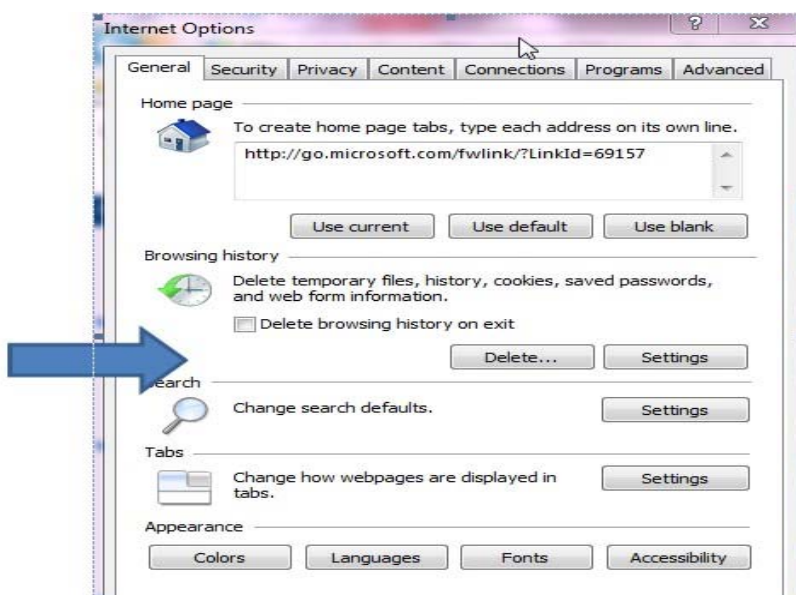 Internet Options
General Security Privacy Content Connections Programs Advanced
Home page
To create home page tabs, type each address on its own line.
http://go.microsoft.com/fwlink/?LinkId=69157
Use current Use default Use blank
Browsing history
Delete temporary files, history, cookies, saved passwords,
and web form information.
Delete browsing history on exit
Delete... Settings
Search
Change search defaults. Settings
Tabs
Change how webpages are displayed in Settings
tabs.
Appearance
Colors Languages Fonts Accessibility